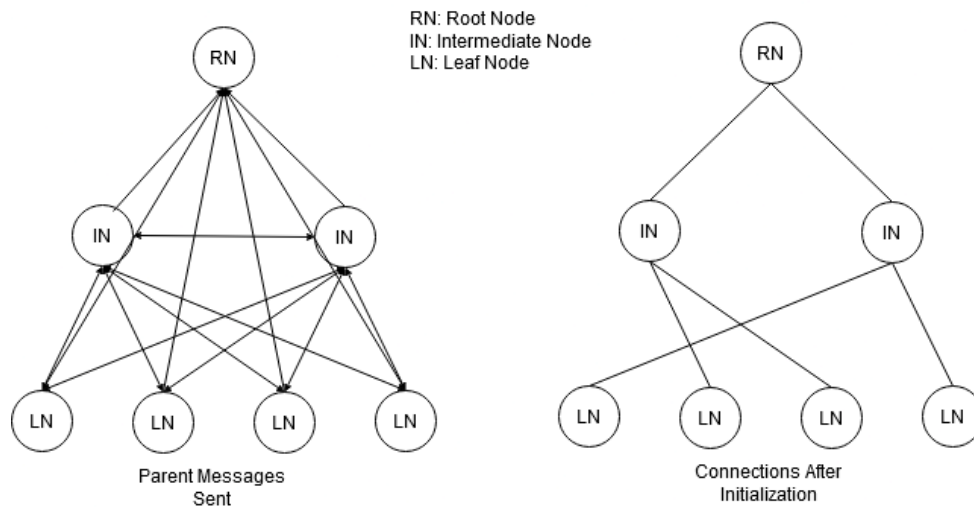 RN: Root Node
IN: Intermediate Node
LN: Leaf Node
RN
IN
IN
LN
LN
LN
LN
Parent Messages
Sent
RN
IN
IN
LN
LN
LN
LN
Connections After
Initialization